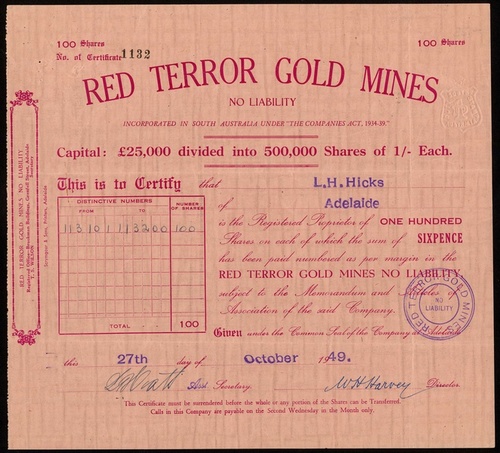 100 Shares
100 Shares
No. of Certificate 1132
RED TERROR GOLD MINES
NO LIABILITY
INCORPORATED IN SOUTH AUSTRALIA UNDER "THE COMPANIES ACT, 1934-39."
Capital: £25,000 divided into 500,000 Shares of 1/- Each.
This is to Certify that L.H.Hicks
of Adelaide
is the Registered Proprietor of ONE HUNDRED
Shares on each of which the sum of SIXPENCE
has been paid numbered as per margin in the
RED TERROR GOLD MINES NO LIABILITY,
subject to the Memorandum and Articles of
Association of the said Company.
Given under the Common Seal of the Company at Adelaide
DISTINCTIVE NUMBERS
NUMBER OF SHARES
FROM TO
113101 113200 100
TOTAL 100
this 27th day of October 1949.
Secretary.
W H Harvey Director.
This Certificate must be surrendered before the whole or any portion of the Shares can be Transferred.
Calls in this Company are payable on the Second Wednesday in the Month only.
RED TERROR GOLD MINES
NO LIABILITY
RED TERROR GOLD MINES NO LIABILITY
Secretary